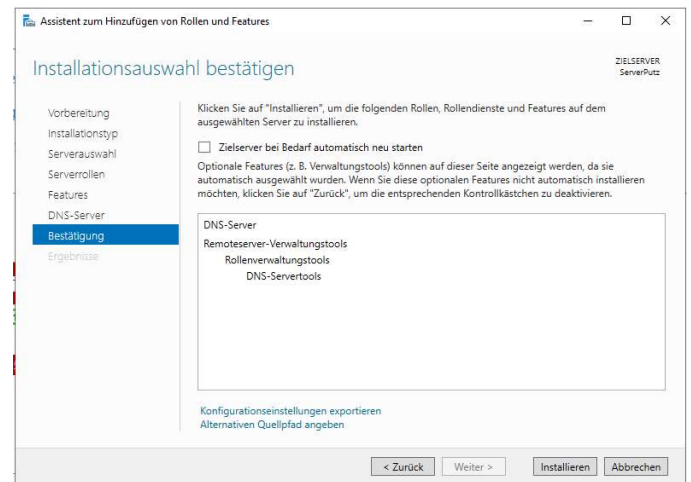 Assistent zum Hinzufügen von Rollen und Features
Installationsauswahl bestätigen
ZIELSERVER
ServerPutz
Vorbereitung
Installationstyp
Serverauswahl
Serverrollen
Features
DNS-Server
Bestätigung
Ergebnisse
Klicken Sie auf "Installieren", um die folgenden Rollen, Rollendienste und Features auf dem
ausgewählten Server zu installieren.
Zielserver bei Bedarf automatisch neu starten
Optionale Features (z. B. Verwaltungstools) können auf dieser Seite angezeigt werden, da sie
automatisch ausgewählt wurden. Wenn Sie diese optionalen Features nicht automatisch installieren
möchten, klicken Sie auf "Zurück", um die entsprechenden Kontrollkästchen zu deaktivieren.
DNS-Server
Remoteserver-Verwaltungstools
Rollenverwaltungstools
DNS-Servertools
Konfigurationseinstellungen exportieren
Alternativen Quellpfad angeben
< Zurück Weiter > Installieren Abbrechen